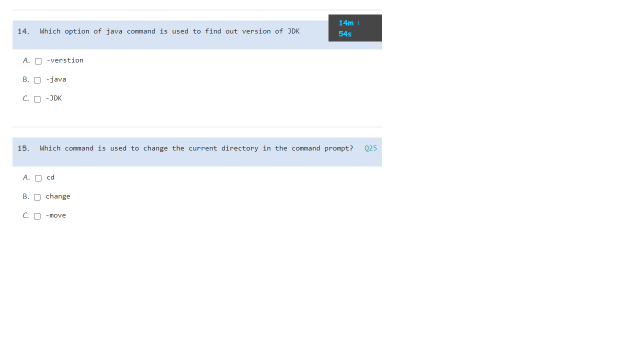 14. Which option of java command is used to find out version of JDK
14m :
54s
A. -verstion
B. -java
C. -JDK
15. Which command is used to change the current directory in the command prompt? Q25
A. cd
B. change
C. -move